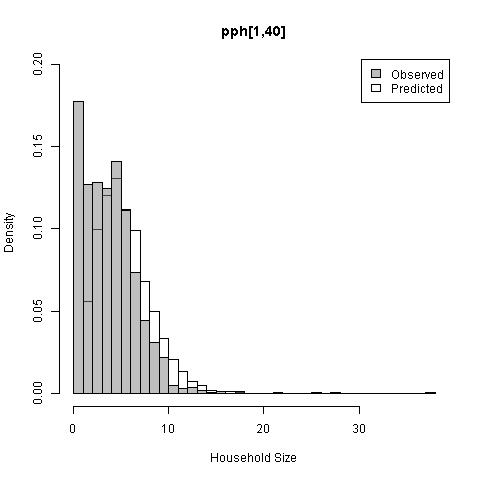 pph[1,40]
Observed
Predicted
0.20
0.15
0.10
0.05
0.00
Density
0 10 20 30
Household Size